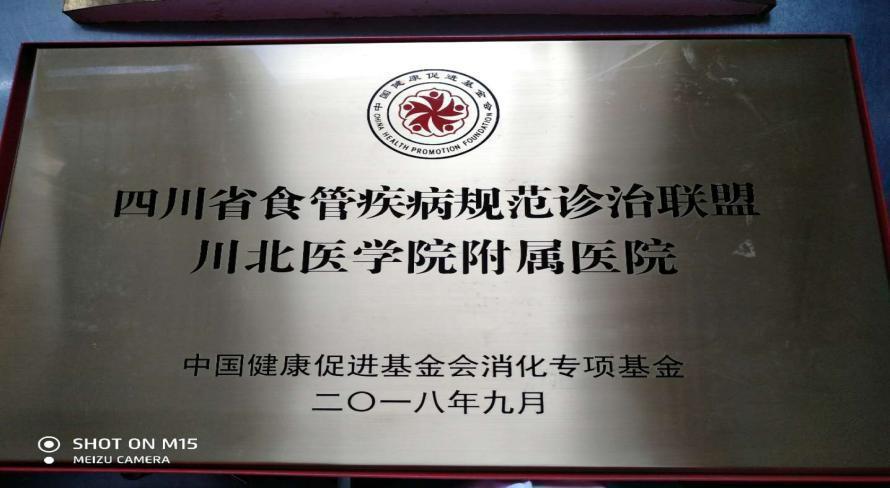 中国健康促进基金会
CHINA HEALTH PROMOTION FOUNDATION
四川省食管疾病规范诊治联盟
川北医学院附属医院
中国健康促进基金会消化专项基金
二〇一八年九月
SHOT ON M15
MEIZU CAMERA